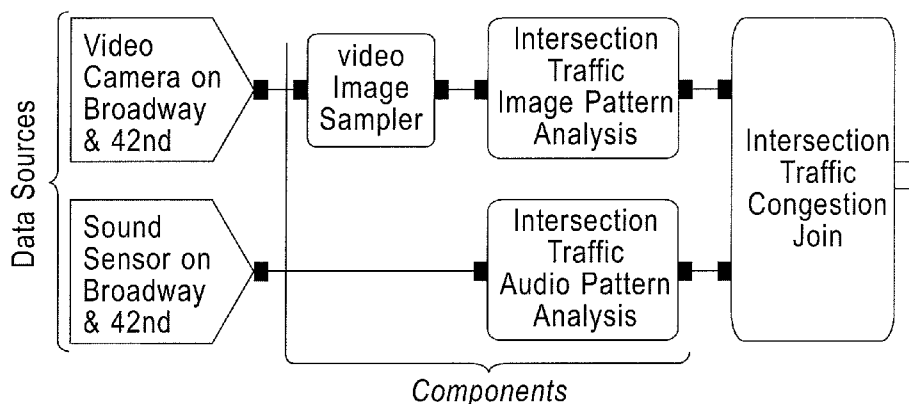 Data Sources
Video
Camera on
Broadway
& 42nd
video
Image
Sampler
Intersection
Traffic
Image Pattern
Analysis
Intersection
Traffic
Congestion
Join
Sound
Sensor on
Broadway
& 42nd
Intersection
Traffic
Audio Pattern
Analysis
Components